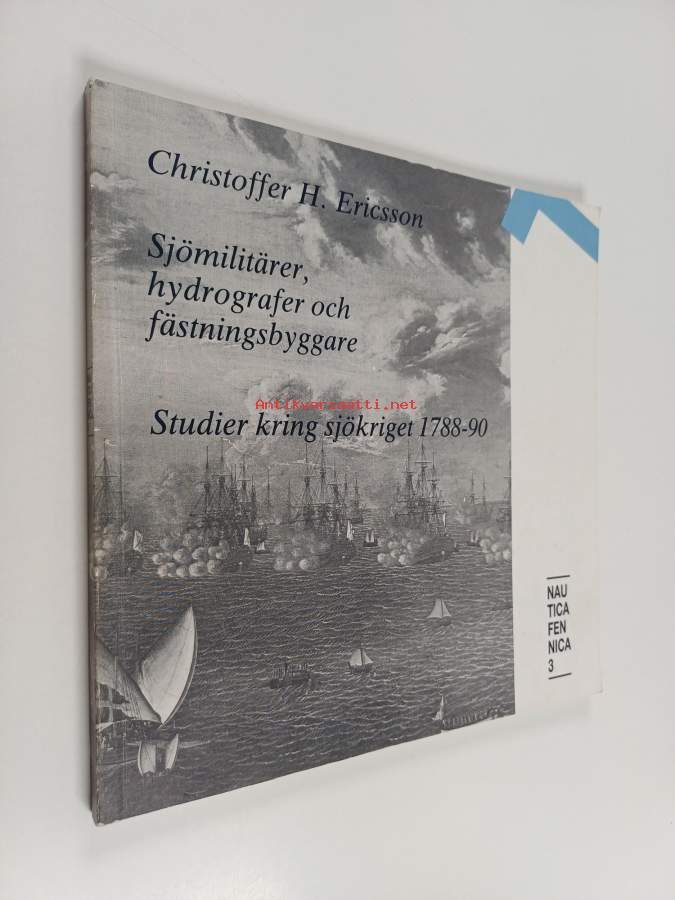 Christoffer H. Ericsson
Sjömilitärer,
hydrografer och
fästningsbyggare
Antikvariaatti.net
Studier kring sjökriget 1788-90
NAU
TICA
FEN
NICA
3